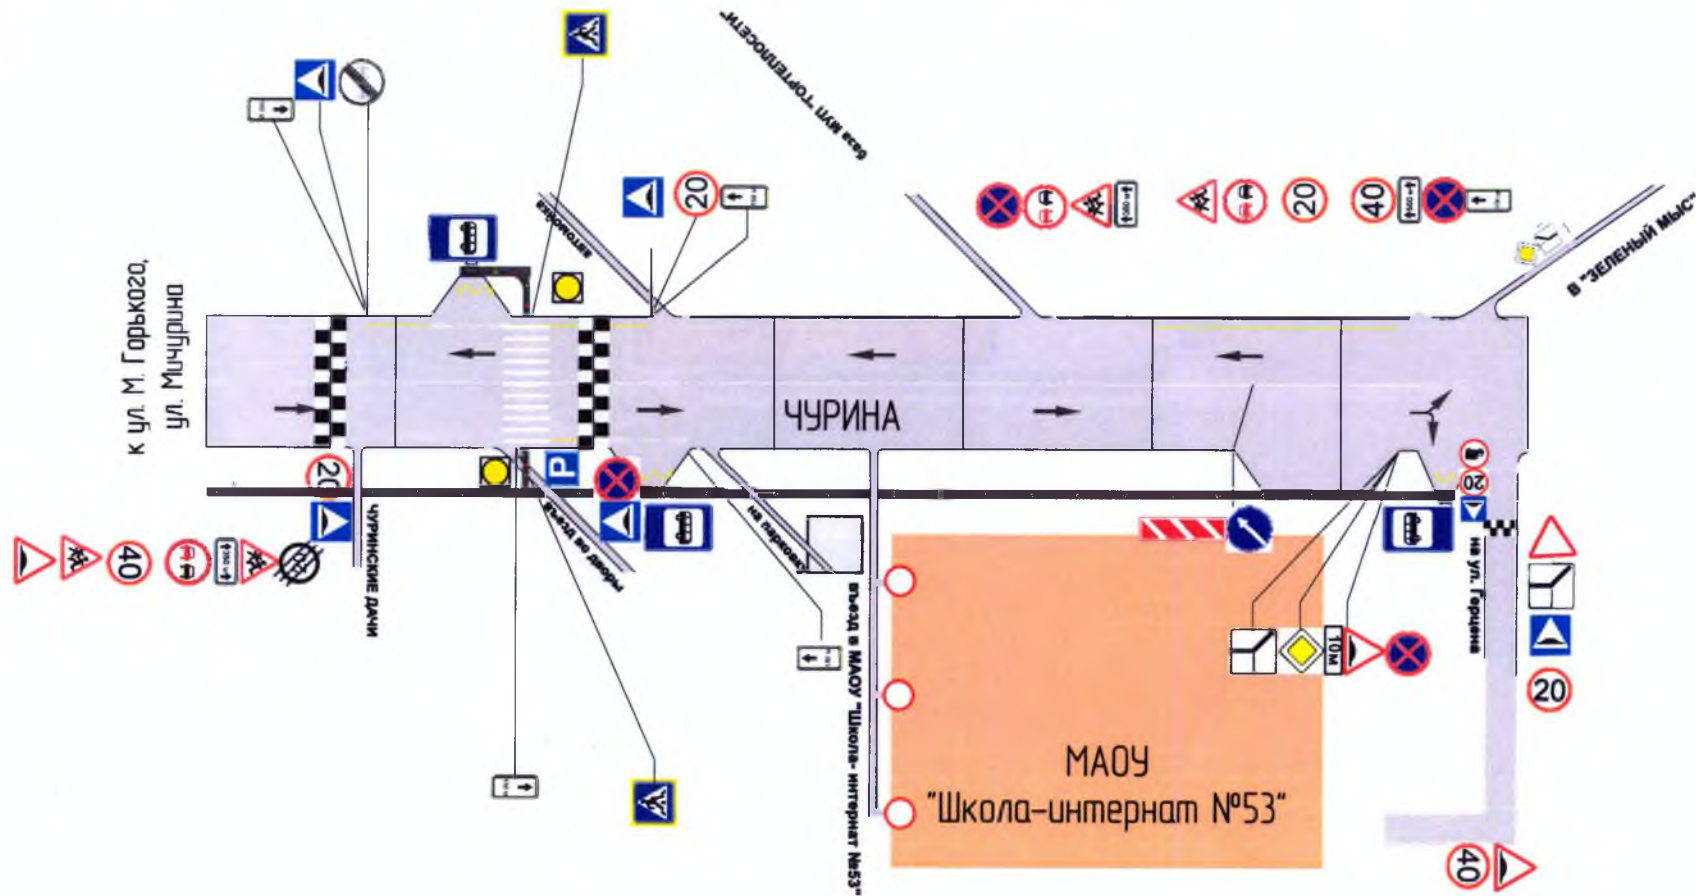 база МУП "ГОРТЕПЛОСЕТИ"
автомойка
20
20
40
В "ЗЕЛЕНЫЙ МЫС"
к ул. М. Горького,
ул. Мичурина
ЧУРИНА
20
P
20
40
ЧУРИНСКИЕ ДАЧИ
въезд во дворы
на парковку
въезд в МАОУ "Школа- интернат №53"
на ул. Герцена
10м
20
МАОУ
"Школа-интернат №53"
40